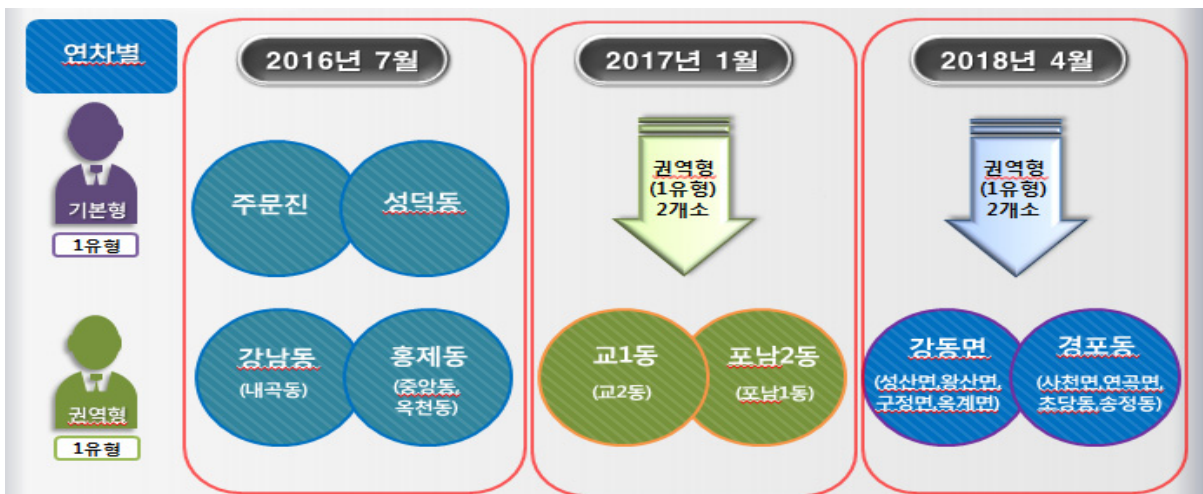 연차별
2016년 7월
2017년 1월
2018년 4월
기본형
1유형
주문진
성덕동
권역형
(1유형)
2개소
권역형
(1유형)
2개소
권역형
1유형
강남동
(내곡동)
홍제동
(중앙동,
옥천동)
교1동
(교2동)
포남2동
(포남1동)
강동면
(성산면,왕산면,
구정면,옥계면)
경포동
(사천면,연곡면,
초당동,송정동)